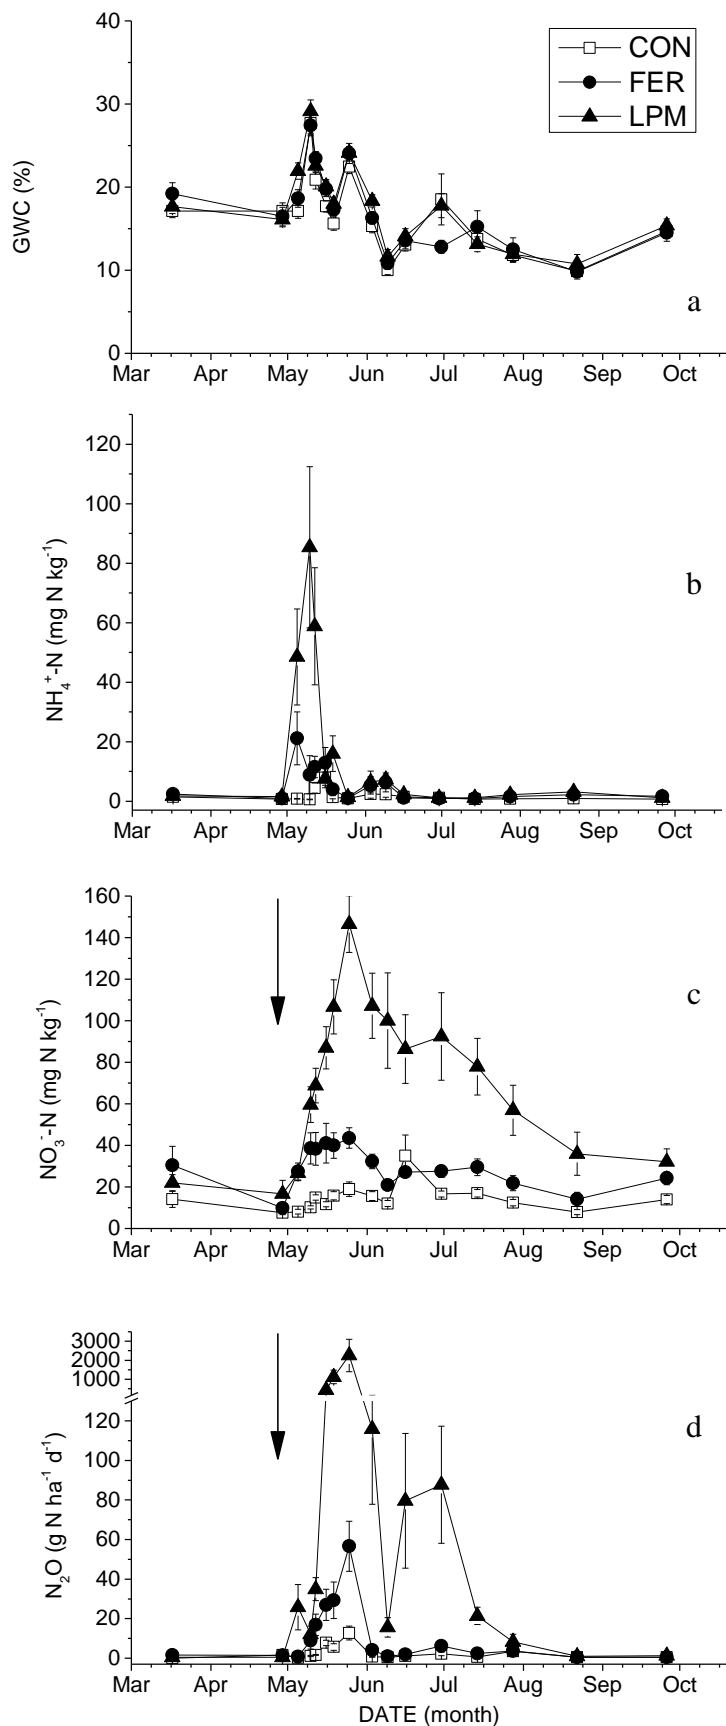 40
CON
FER
LPM
30
20
10
0
GWC (%)
a
Mar Apr May Jun Jul Aug Sep Oct
120
100
80
60
40
20
0
NH4+-N (mg N kg-1)
b
Mar Apr May Jun Jul Aug Sep Oct
160
140
120
100
80
60
40
20
0
NO3--N (mg N kg-1)
c
Mar Apr May Jun Jul Aug Sep Oct
3000
2000
1000
120
100
80
60
40
20
0
N2O (g N ha-1 d-1)
d
Mar Apr May Jun Jul Aug Sep Oct
DATE (month)